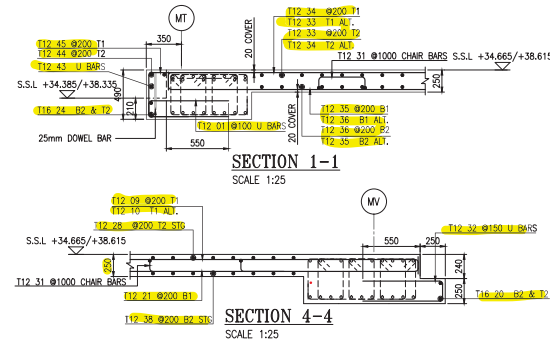 MT
350
T12 45 @200 T1
T12 44 @200 T2
T12 43 U BARS
S.S.L +34.385/+38.335
490
210
T16 24 B2 & T2
25mm DOWEL BAR
550
T12 01 @100 U BARS
20 COVER
T12 34 @200 T1
T12 33 T1 ALT.
T12 33 @200 T2
T12 34 T2 ALT.
T12 31 @1000 CHAIR BARS
S.S.L +34.665/+38.615
250
20 COVER
T12 35 @200 B1
T12 36 B1 ALT.
T12 36 @200 B2
T12 35 B2 ALT.
SECTION 1-1
SCALE 1:25
MV
T12 09 @200 T1
T12 10 T1 ALT.
T12 28 @200 T2 STG
S.S.L +34.665/+38.615
250
T12 31 @1000 CHAIR BARS
T12 21 @200 B1
T12 38 @200 B2 STG
550
250
T12 32 @150 U BARS
240
250
T16 20 B2 & T2
SECTION 4-4
SCALE 1:25